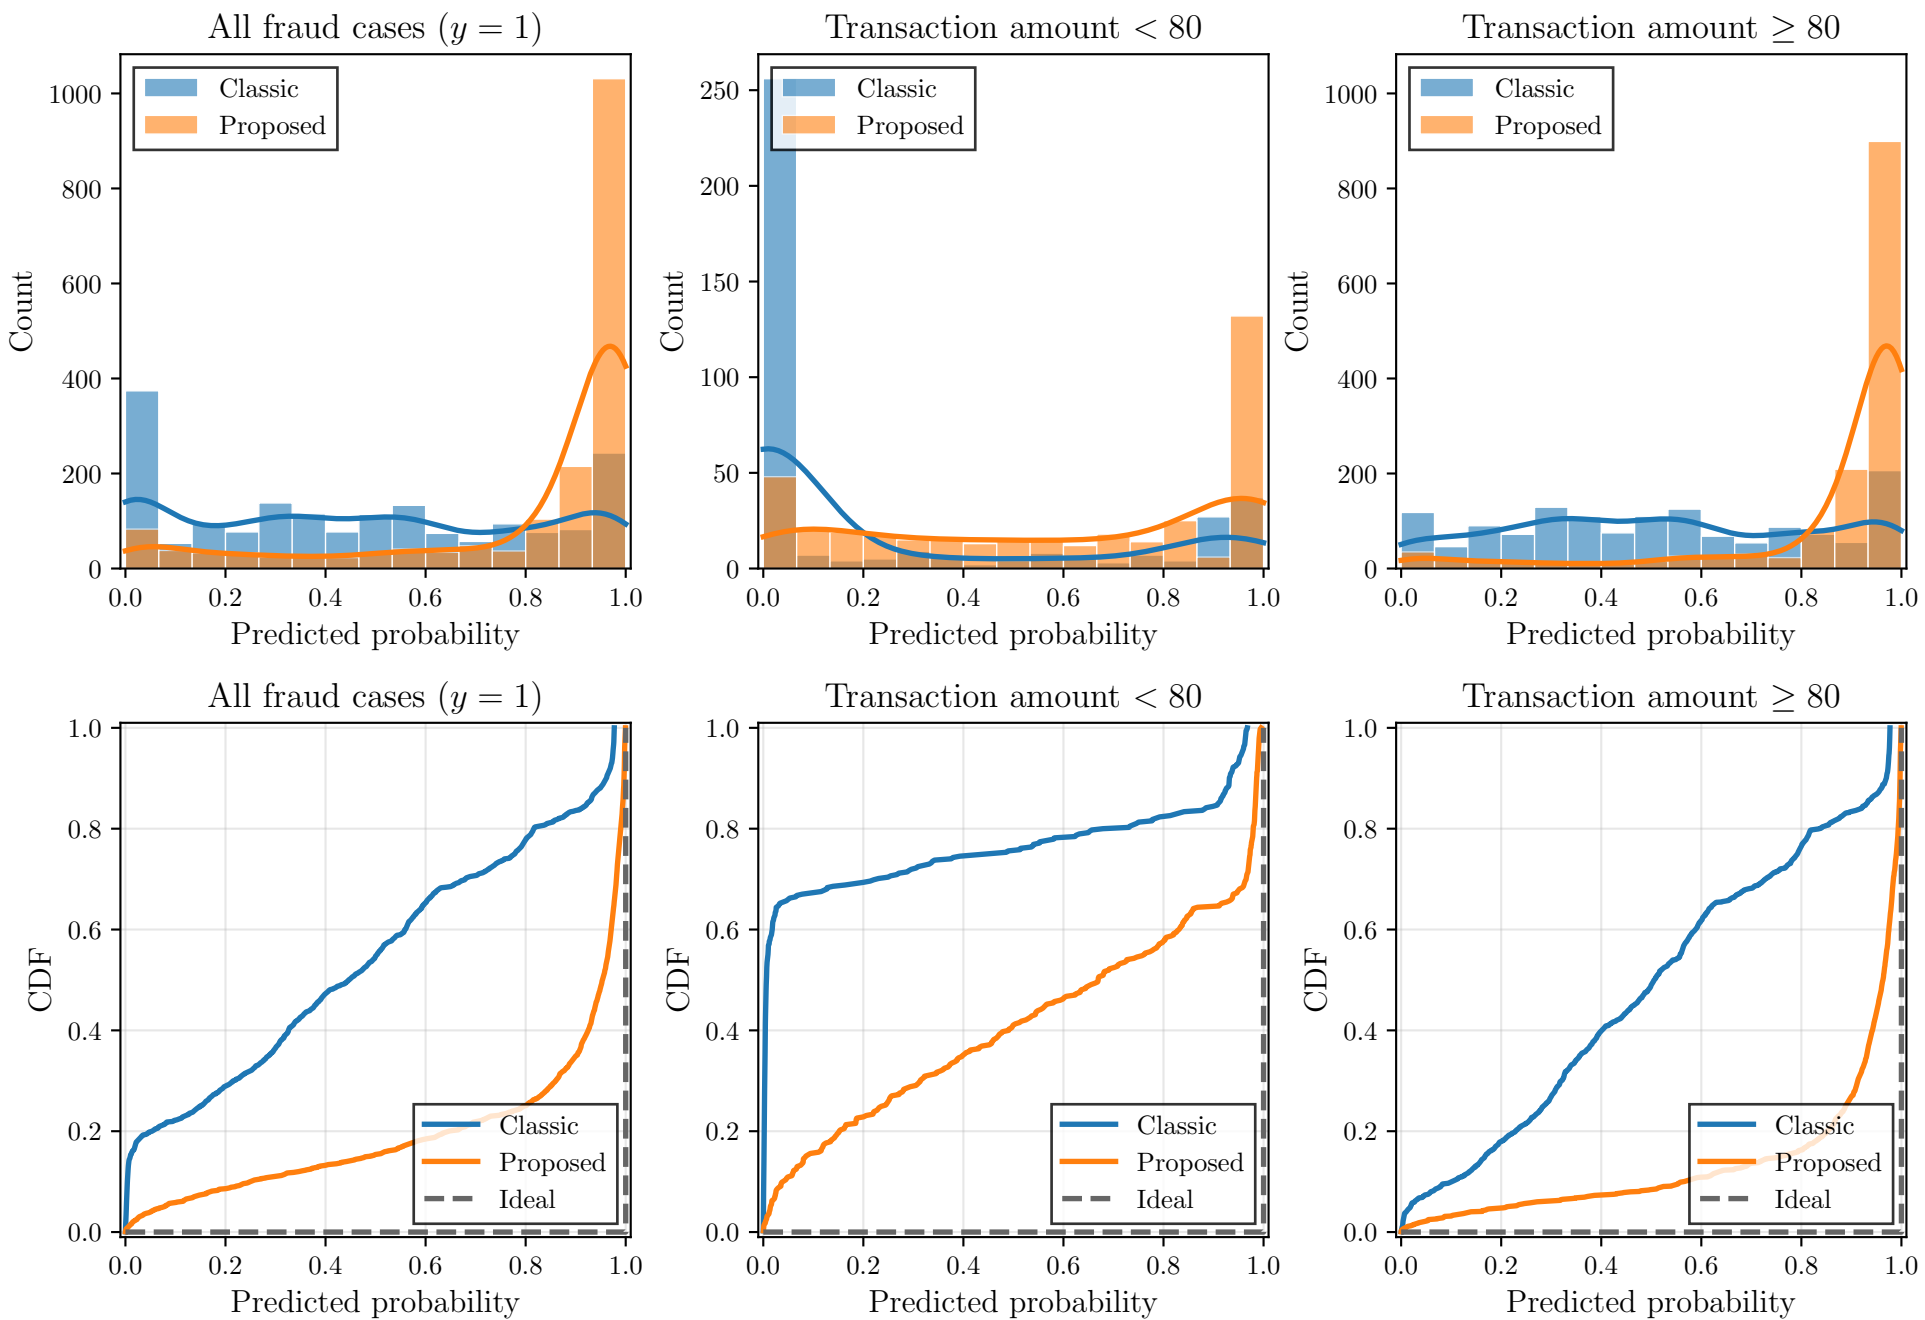 All fraud cases (y = 1)
Classic
Proposed
Count
1000
800
600
400
200
0
0.0 0.2 0.4 0.6 0.8 1.0
Predicted probability
Transaction amount < 80
Classic
Proposed
Count
250
200
150
100
50
0
0.0 0.2 0.4 0.6 0.8 1.0
Predicted probability
Transaction amount ≥ 80
Classic
Proposed
Count
1000
800
600
400
200
0
0.0 0.2 0.4 0.6 0.8 1.0
Predicted probability
All fraud cases (y = 1)
CDF
1.0
0.8
0.6
0.4
0.2
0.0
Classic
Proposed
Ideal
0.0 0.2 0.4 0.6 0.8 1.0
Predicted probability
Transaction amount < 80
CDF
1.0
0.8
0.6
0.4
0.2
0.0
Classic
Proposed
Ideal
0.0 0.2 0.4 0.6 0.8 1.0
Predicted probability
Transaction amount ≥ 80
CDF
1.0
0.8
0.6
0.4
0.2
0.0
Classic
Proposed
Ideal
0.0 0.2 0.4 0.6 0.8 1.0
Predicted probability